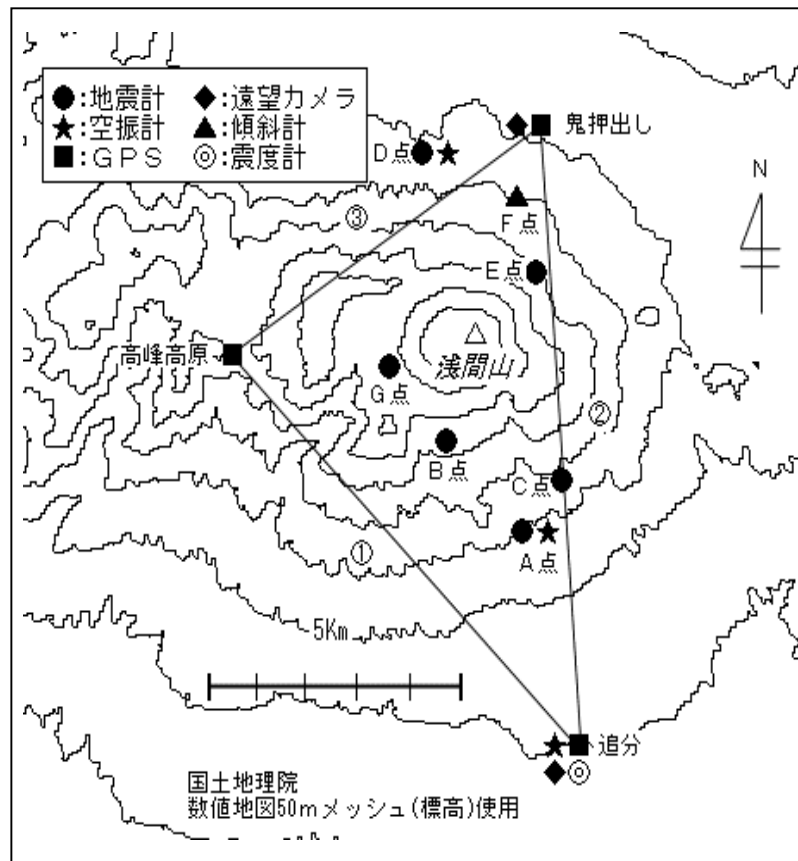 ●:地震計 ◆:遠望カメラ
★:空振計 ▲:傾斜計
■:GPS ◎:震度計
鬼押出し
D点
N
F点
③
E点
高峰高原
浅間山
G点
②
B点
C点
①
A点
5Km
追分
国土地理院
数値地図50mメッシュ(標高)使用